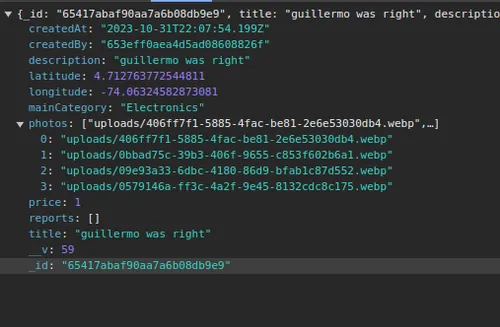 {_id: "65417abaf90aa7a6b08db9e9", title: "guillermo was right", descriptio
createdAt: "2023-10-31T22:07:54.199Z"
createdBy: "653eff0aea4d5ad08608826f"
description: "guillermo was right"
latitude: 4.712763772544811
longitude: -74.06324582873081
mainCategory: "Electronics"
photos: ["uploads/406ff7f1-5885-4fac-be81-2e6e53030db4.webp",…]
0: "uploads/406ff7f1-5885-4fac-be81-2e6e53030db4.webp"
1: "uploads/0bbad75c-39b3-406f-9655-c853f602b6a1.webp"
2: "uploads/09e93a33-6dbc-4180-86d9-bfab1c87d552.webp"
3: "uploads/0579146a-ff3c-4a2f-9e45-8132cdc8c175.webp"
price: 1
reports: []
title: "guillermo was right"
__v: 59
_id: "65417abaf90aa7a6b08db9e9"